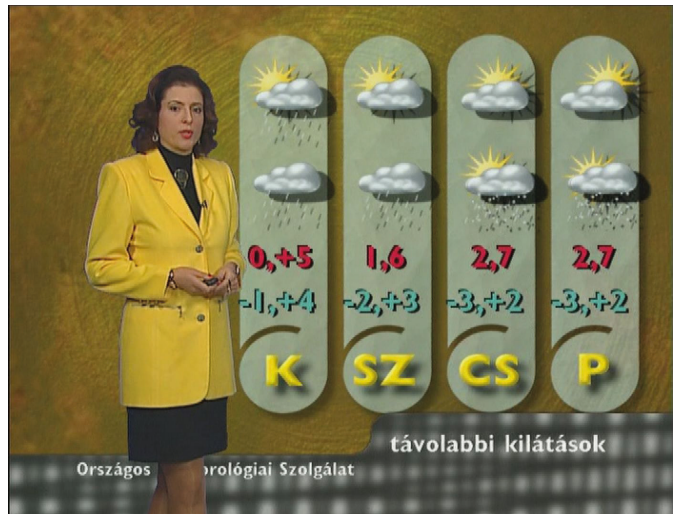 0,+5 1,6 2,7 2,7
-1,+4 -2,+3 -3,+2 -3,+2
K SZ CS P
távolabbi kilátások
Országos orológiai Szolgálat